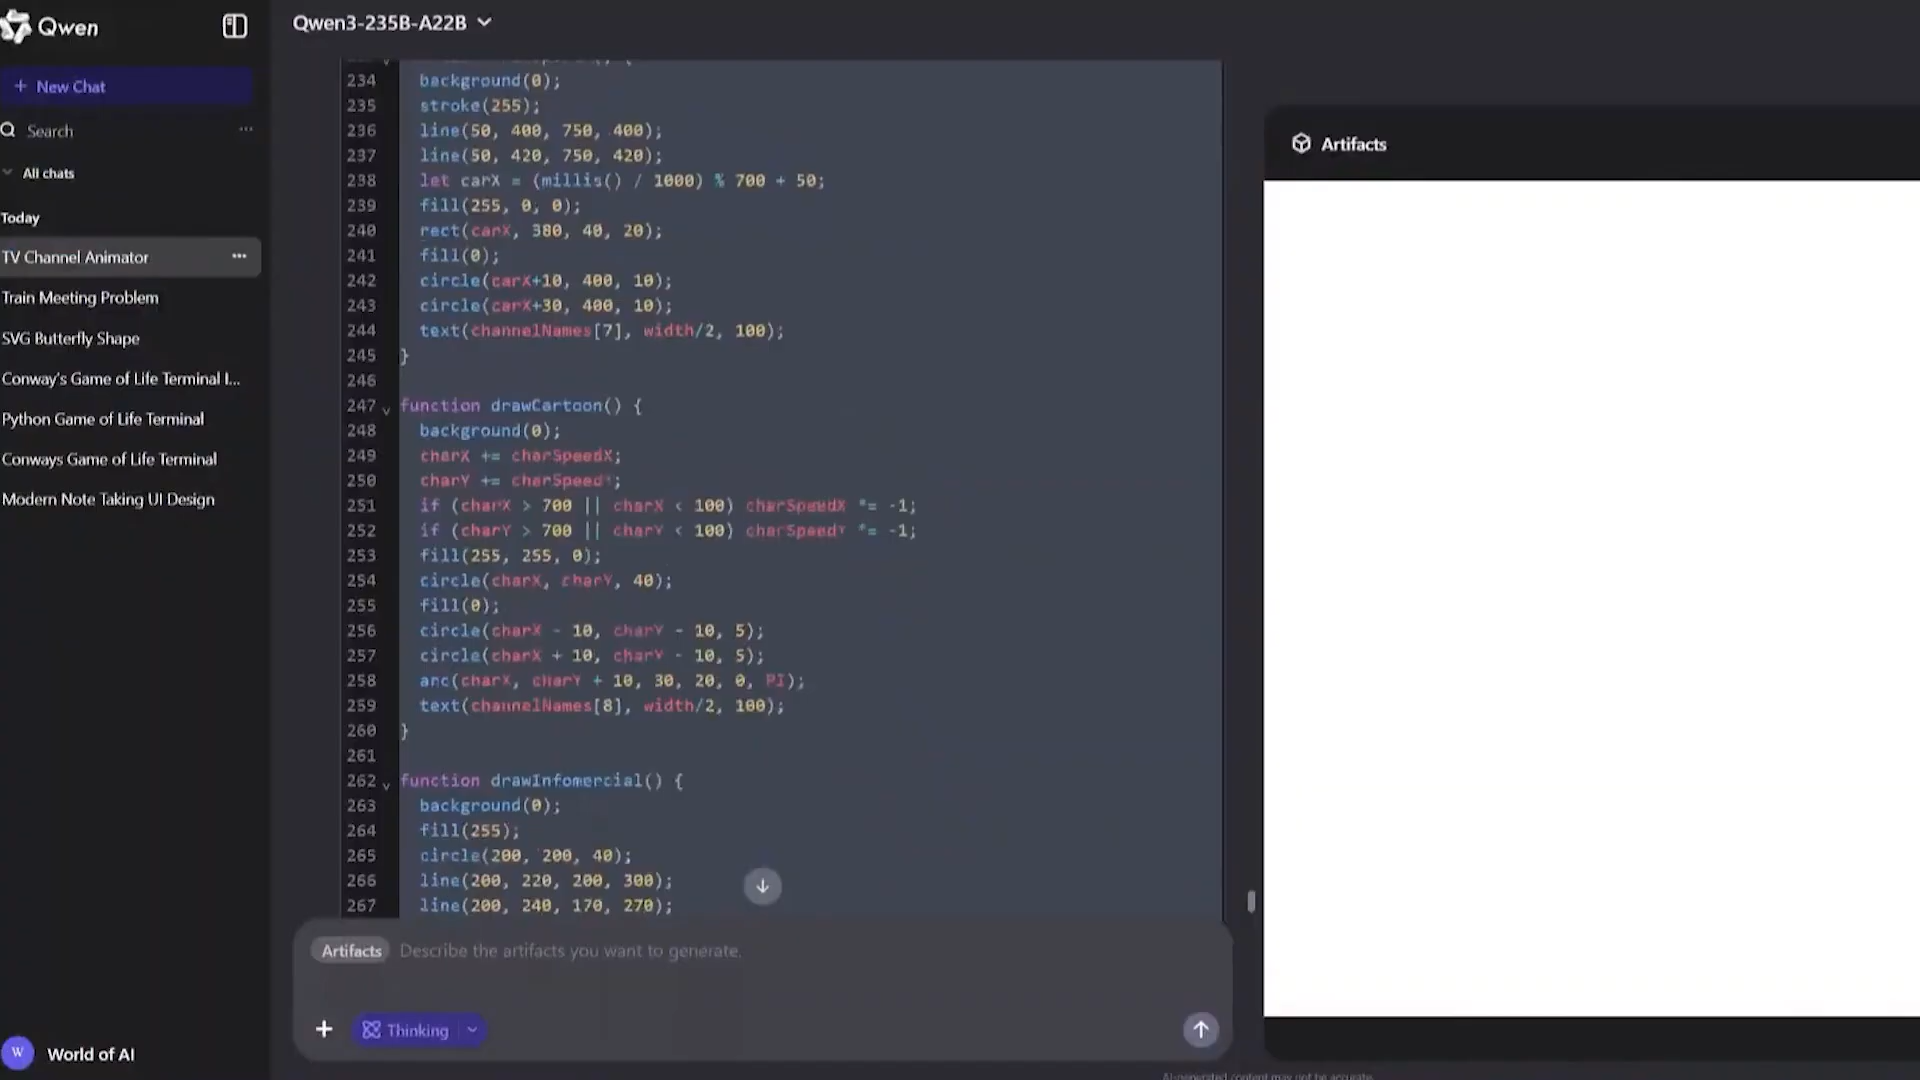 Qwen
Qwen3-235B-A22B
New Chat
Search
All chats
Today
TV Channel Animator
Train Meeting Problem
SVG Butterfly Shape
Conway's Game of Life Terminal I...
Python Game of Life Terminal
Conways Game of Life Terminal
Modern Note Taking UI Design
World of AI
W
234 background(0);
235 stroke(255);
236 line(50, 400, 750, 400);
237 line(50, 420, 750, 420);
238 let carX = (millis() / 1000) % 700 + 50;
239 fill(255, 0, 0);
240 rect(carX, 380, 40, 20);
241 fill(0);
242 circle(carX+10, 400, 10);
243 circle(carX+30, 400, 10);
244 text(channelNames[7], width/2, 100);
245 }
246
247 function drawCartoon() {
248 background(0);
249 charX += charSpeedX;
250 charY += charSpeedY;
251 if (charX > 700 || charX < 100) charSpeedX *= -1;
252 if (charY > 700 || charY < 100) charSpeedY *= -1;
253 fill(255, 255, 0);
254 circle(charX, charY, 40);
255 fill(0);
256 circle(charX - 10, charY - 10, 5);
257 circle(charX + 10, charY - 10, 5);
258 arc(charX, charY + 10, 30, 20, 0, PI);
259 text(channelNames[8], width/2, 100);
260 }
261
262 function drawInfomercial() {
263 background(0);
264 fill(255);
265 circle(200, 200, 40);
266 line(200, 220, 200, 300);
267 line(200, 240, 170, 270);
Artifacts Describe the artifacts you want to generate.
Thinking
Artifacts
AI-generated content may not be accurate.